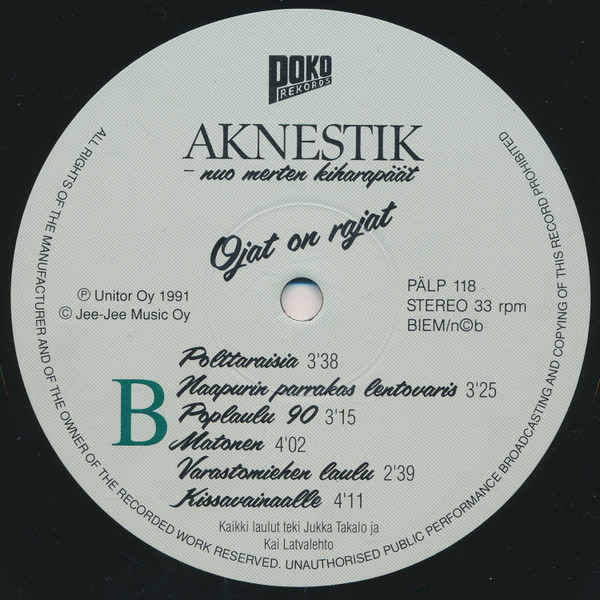 POKO
REKORDS
AKNESTIK
– nuo merten kiharapäät
Ojat on rajat
Ⓟ Unitor Oy 1991
© Jee-Jee Music Oy
PÄLP 118
STEREO 33 rpm
BIEM/n©b
B
Polttaraisia 3'38
Naapurin parrakas lentovaris 3'25
Poplaulu 90 3'15
Matonen 4'02
Varastomiehen laulu 2'39
Kissavainaalle 4'11
Kaikki laulut teki Jukka Takalo ja
Kai Latvalehto
ALL RIGHTS OF THE MANUFACTURER AND OF THE OWNER OF THE RECORDED WORK RESERVED. UNAUTHORISED PUBLIC PERFORMANCE BROADCASTING AND COPYING OF THIS RECORD PROHIBITED